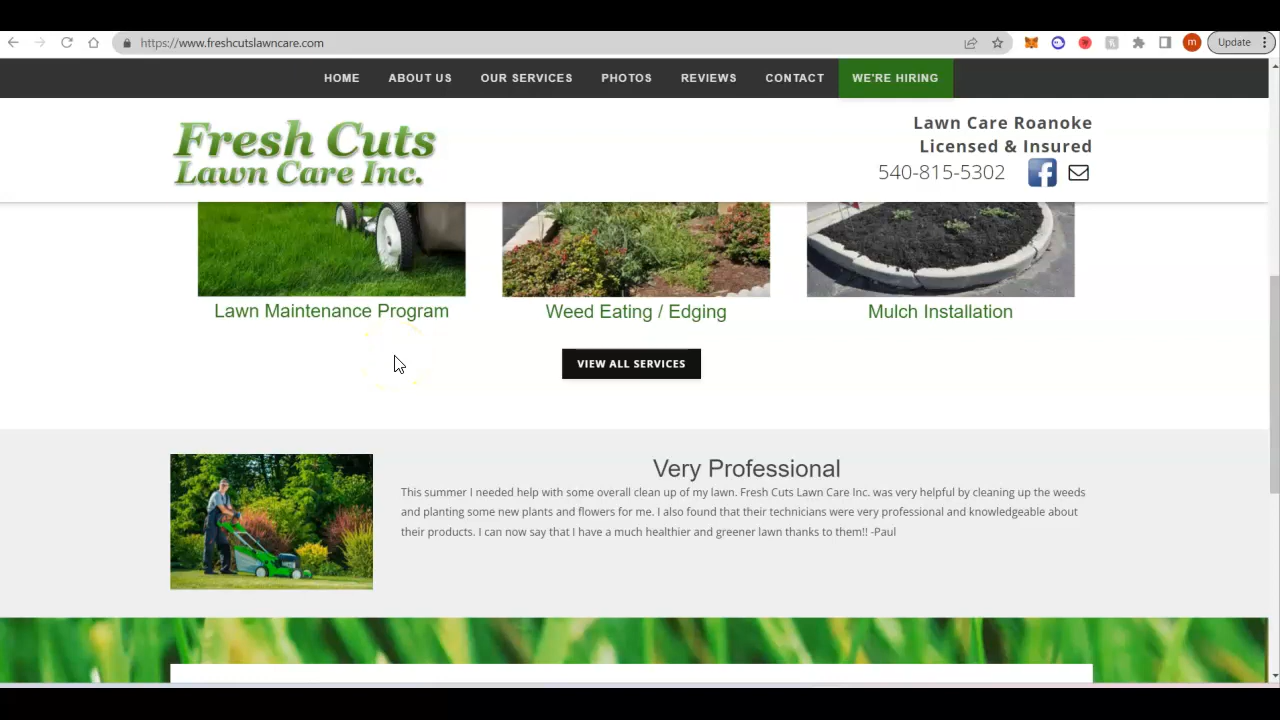 https://www.freshcutslawncare.com
m
Update
HOME
ABOUT US
OUR SERVICES
PHOTOS
REVIEWS
CONTACT
WE'RE HIRING
Fresh Cuts
Lawn Care Inc.
Lawn Care Roanoke
Licensed & Insured
540-815-5302
Lawn Maintenance Program
Weed Eating / Edging
Mulch Installation
VIEW ALL SERVICES
Very Professional
This summer I needed help with some overall clean up of my lawn. Fresh Cuts Lawn Care Inc. was very helpful by cleaning up the weeds
and planting some new plants and flowers for me. I also found that their technicians were very professional and knowledgeable about
their products. I can now say that I have a much healthier and greener lawn thanks to them!! -Paul